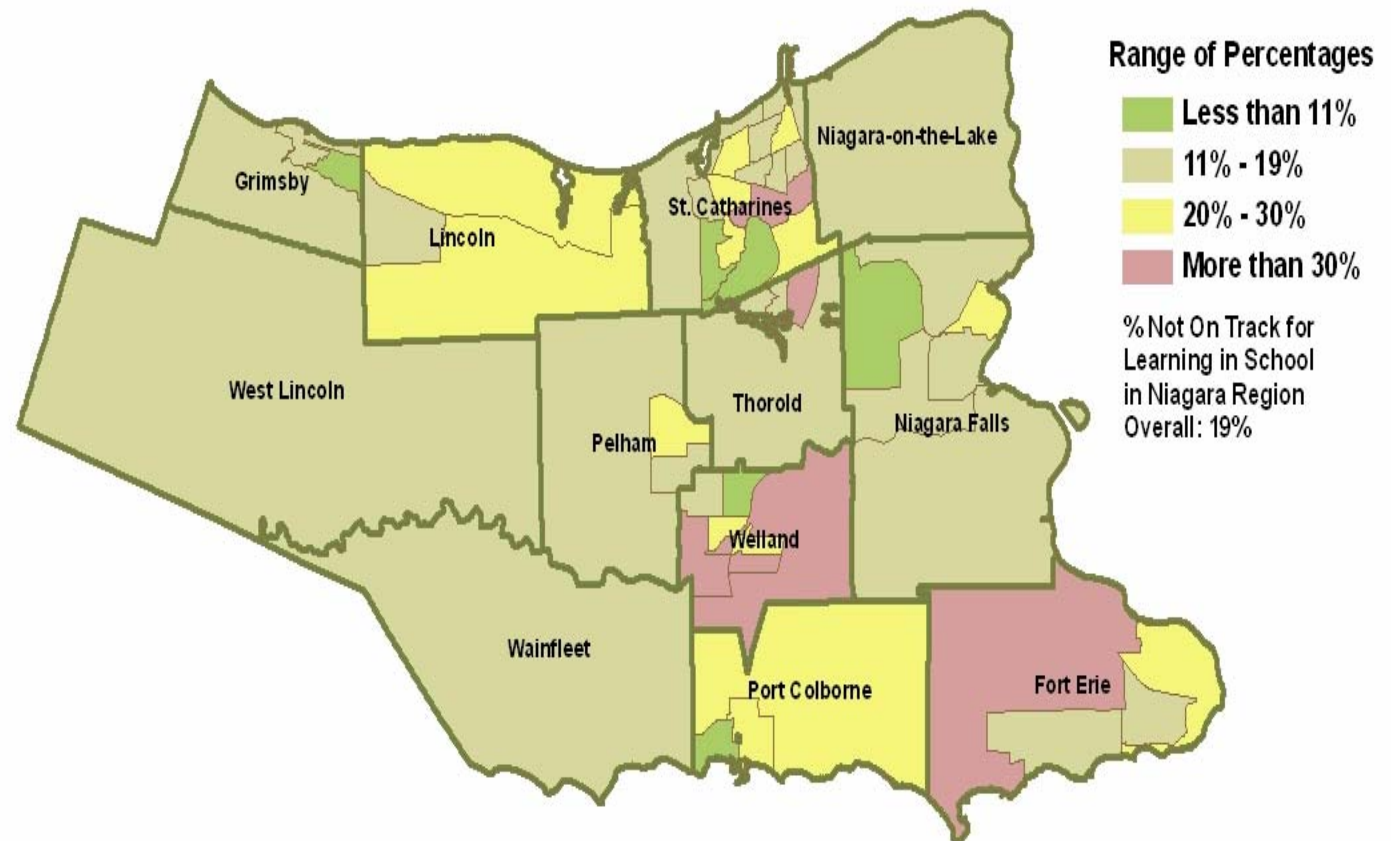 Range of Percentages
Less than 11%
11% - 19%
20% - 30%
More than 30%
% Not On Track for
Learning in School
in Niagara Region
Overall: 19%
Niagara-on-the-Lake
Grimsby
St. Catharines
Lincoln
West Lincoln
Thorold
Niagara Falls
Pelham
Welland
Wainfleet
Port Colborne
Fort Erie